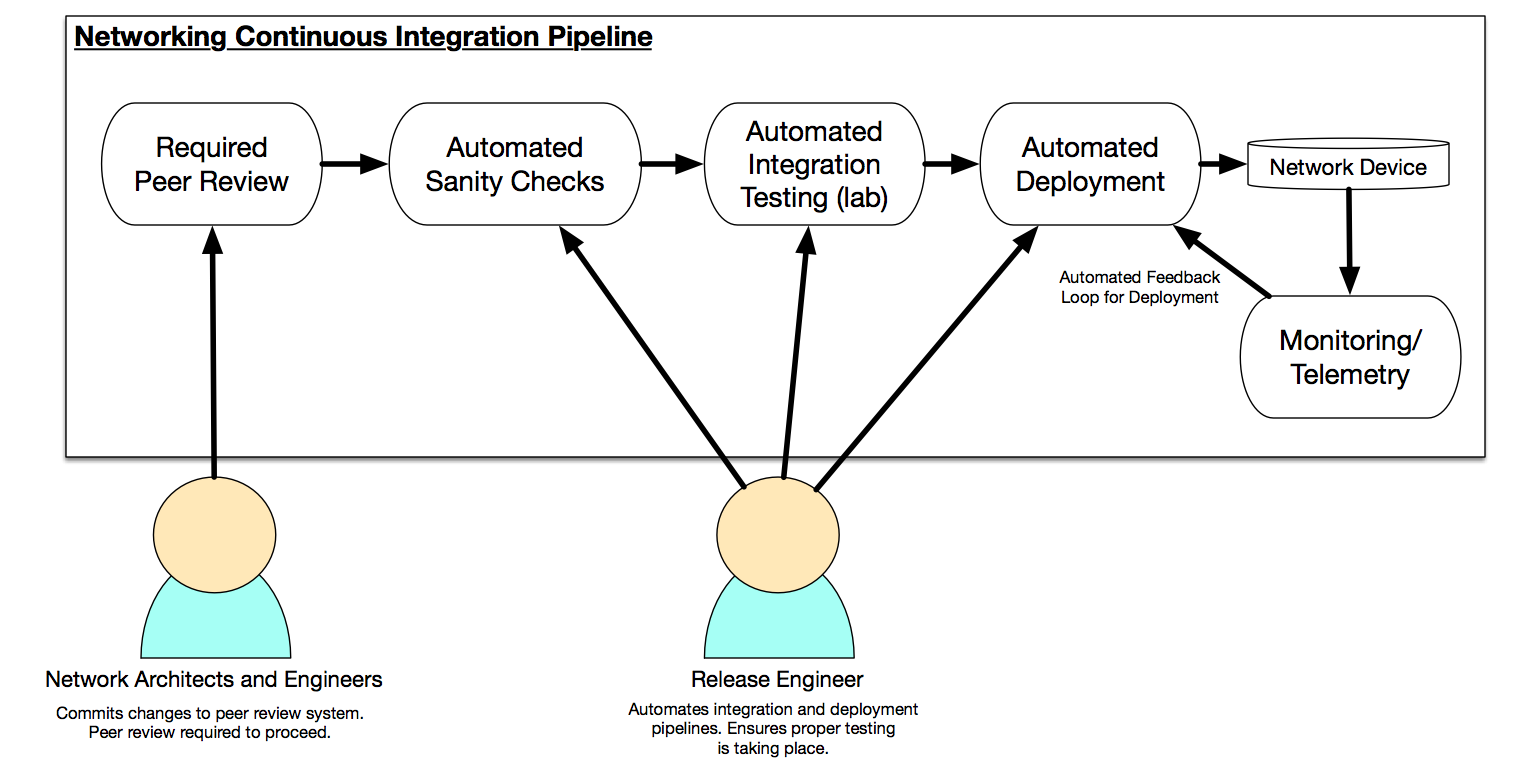 Networking Continuous Integration Pipeline
Required
Peer Review
Automated
Sanity Checks
Automated
Integration
Testing (lab)
Automated
Deployment
Network Device
Automated Feedback
Loop for Deployment
Monitoring/
Telemetry
Network Architects and Engineers
Commits changes to peer review system.
Peer review required to proceed.
Release Engineer
Automates integration and deployment
pipelines. Ensures proper testing
is taking place.